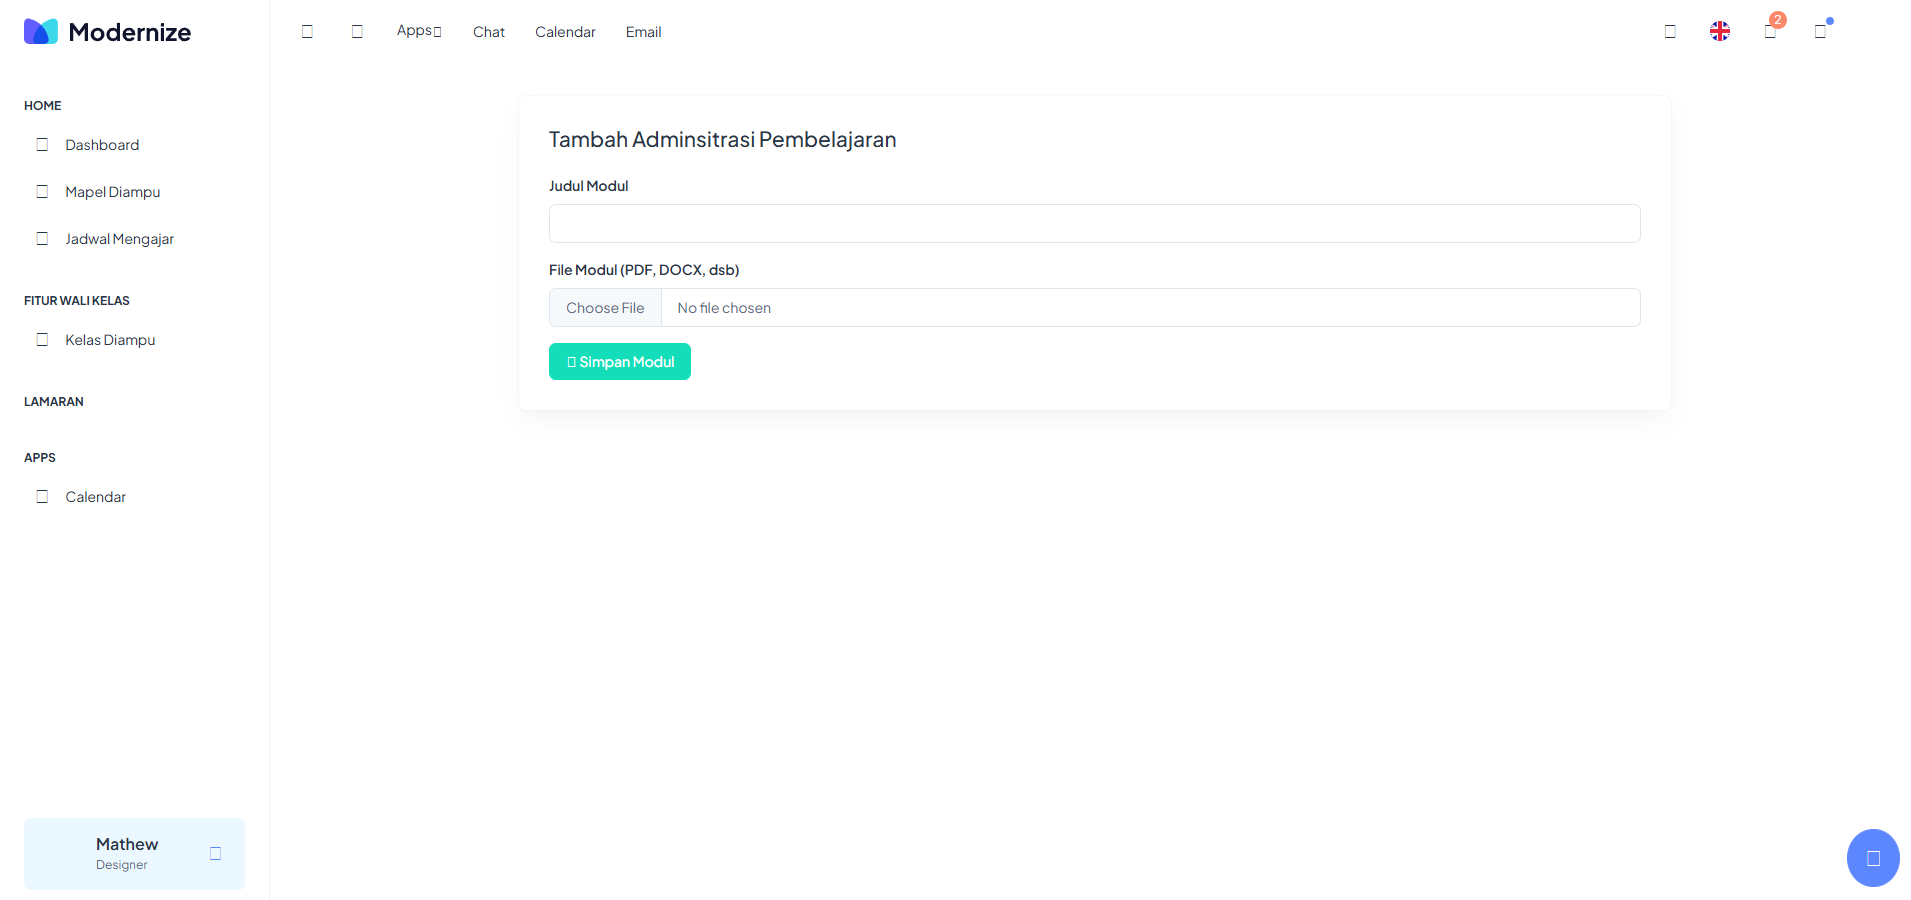 Modernize
Apps
Chat
Calendar
Email
2
HOME
Dashboard
Mapel Diampu
Jadwal Mengajar
FITUR WALI KELAS
Kelas Diampu
LAMARAN
APPS
Calendar
Mathew
Designer
Tambah Adminsitrasi Pembelajaran
Judul Modul
File Modul (PDF, DOCX, dsb)
Choose File No file chosen
Simpan Modul